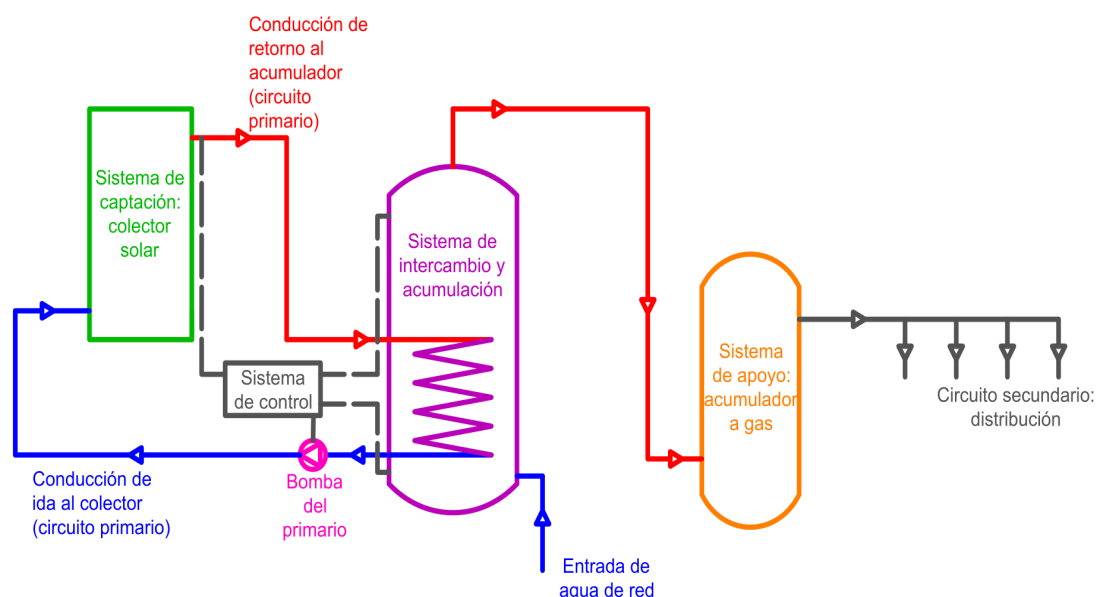 Conducción de
retorno al
acumulador
(circuito
primario)
Sistema de
captación:
colector
solar
Sistema de
intercambio y
acumulación
Sistema
de control
Sistema
de apoyo:
acumulador
a gas
Circuito secundario:
distribución
Conducción de
ida al colector
(circuito primario)
Bomba
del
primario
Entrada de
agua de red